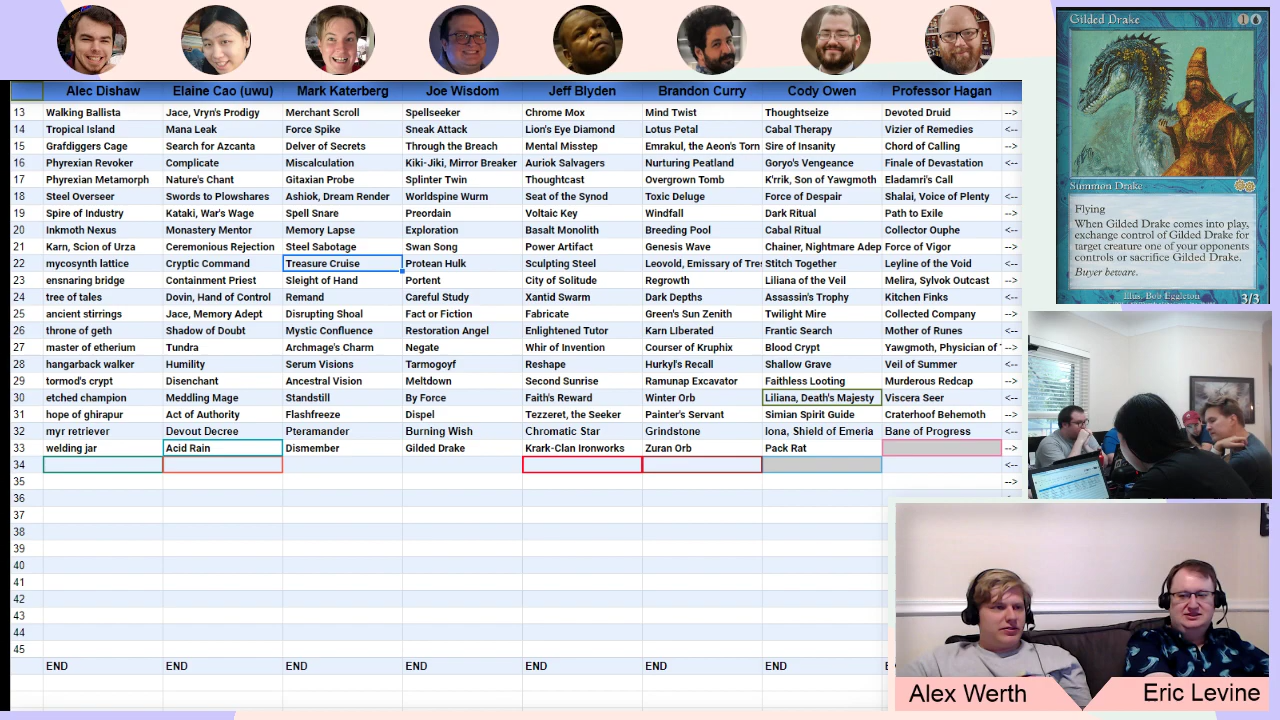 Alec Dishaw Elaine Cao (uwu) Mark Katerberg Joe Wisdom Jeff Blyden Brandon Curry Cody Owen Professor Hagan
13 Walking Ballista Jace, Vryn's Prodigy Merchant Scroll Spellseeker Chrome Mox Mind Twist Thoughtseize Devoted Druid -->
14 Tropical Island Mana Leak Force Spike Sneak Attack Lion's Eye Diamond Lotus Petal Cabal Therapy Vizier of Remedies <--
15 Grafdiggers Cage Search for Azcanta Delver of Secrets Through the Breach Mental Misstep Emrakul, the Aeon's Torn Sire of Insanity Chord of Calling -->
16 Phyrexian Revoker Complicate Miscalculation Kiki-Jiki, Mirror Breaker Auriok Salvagers Nurturing Peatland Goryo's Vengeance Finale of Devastation <--
17 Phyrexian Metamorph Nature's Chant Gitaxian Probe Splinter Twin Thoughtcast Overgrown Tomb K'rrik, Son of Yawgmoth Eladamri's Call
18 Steel Overseer Swords to Plowshares Ashiok, Dream Render Worldspine Wurm Seat of the Synod Toxic Deluge Force of Despair Shalai, Voice of Plenty <--
19 Spire of Industry Kataki, War's Wage Spell Snare Preordain Voltaic Key Windfall Dark Ritual Path to Exile -->
20 Inkmoth Nexus Monastery Mentor Memory Lapse Exploration Basalt Monolith Breeding Pool Cabal Ritual Collector Ouphe <--
21 Karn, Scion of Urza Ceremonious Rejection Steel Sabotage Swan Song Power Artifact Genesis Wave Chainer, Nightmare Adep Force of Vigor -->
22 mycosynth lattice Cryptic Command Treasure Cruise Protean Hulk Sculpting Steel Leovold, Emissary of Tres Stitch Together Leyline of the Void <--
23 ensnaring bridge Containment Priest Sleight of Hand Portent City of Solitude Regrowth Liliana of the Veil Melira, Sylvok Outcast -->
24 tree of tales Dovin, Hand of Control Remand Careful Study Xantid Swarm Dark Depths Assassin's Trophy Kitchen Finks <--
25 ancient stirrings Jace, Memory Adept Disrupting Shoal Fact or Fiction Fabricate Green's Sun Zenith Twilight Mire Collected Company -->
26 throne of geth Shadow of Doubt Mystic Confluence Restoration Angel Enlightened Tutor Karn LIberated Frantic Search Mother of Runes <--
27 master of etherium Tundra Archmage's Charm Negate Whir of Invention Courser of Kruphix Blood Crypt Yawgmoth, Physician of -->
28 hangarback walker Humility Serum Visions Tarmogoyf Reshape Hurkyl's Recall Shallow Grave Veil of Summer <--
29 tormod's crypt Disenchant Ancestral Vision Meltdown Second Sunrise Ramunap Excavator Faithless Looting Murderous Redcap -->
30 etched champion Meddling Mage Standstill By Force Faith's Reward Winter Orb Liliana, Death's Majesty Viscera Seer <--
31 hope of ghirapur Act of Authority Flashfreeze Dispel Tezzeret, the Seeker Painter's Servant Simian Spirit Guide Craterhoof Behemoth -->
32 myr retriever Devout Decree Pteramander Burning Wish Chromatic Star Grindstone Iona, Shield of Emeria Bane of Progress <--
33 welding jar Acid Rain Dismember Gilded Drake Krark-Clan Ironworks Zuran Orb Pack Rat -->
34 <--
35 -->
36
37
38
39
40
41
42
43
44
45
END END END END END END END
Gilded Drake 1
Summon Drake
Flying
When Gilded Drake comes into play,
exchange control of Gilded Drake for
target creature one of your opponents
controls or sacrifice Gilded Drake.
Buyer beware.
Illus. Bob Eggleton
3/3
Alex Werth
Eric Levine